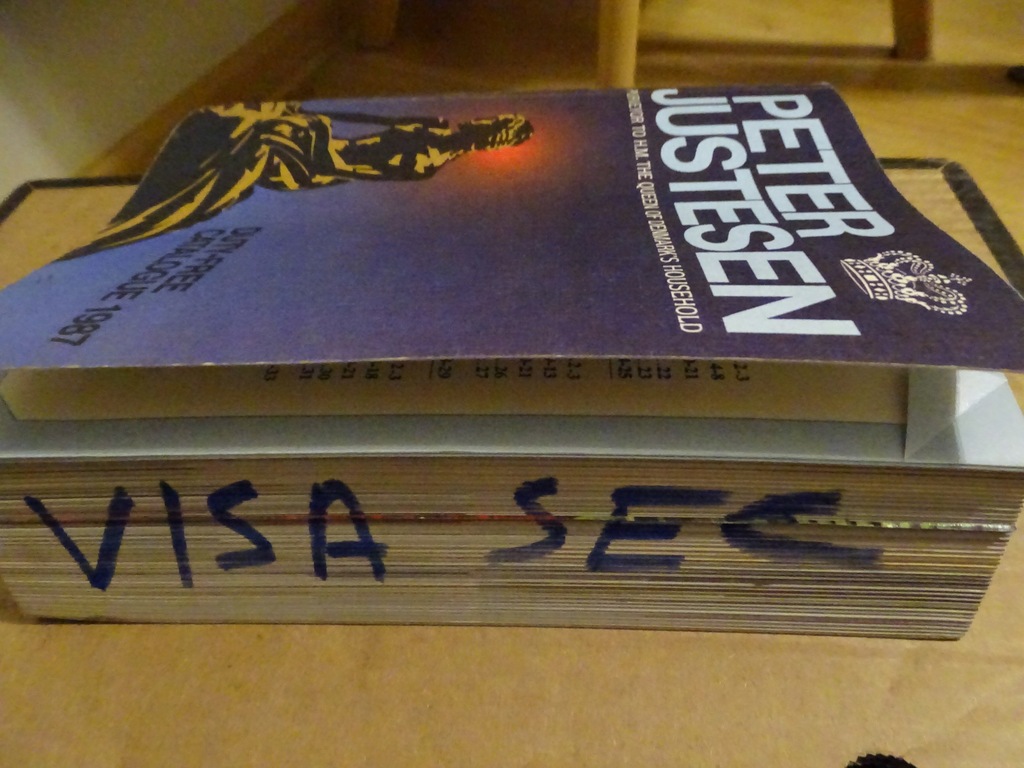 PETER
JUSTESEN
PURVEYOR TO H.M. THE QUEEN OF DENMARK'S HOUSEHOLD
DUTY-FREE
CATALOGUE 1987
VISA SEC